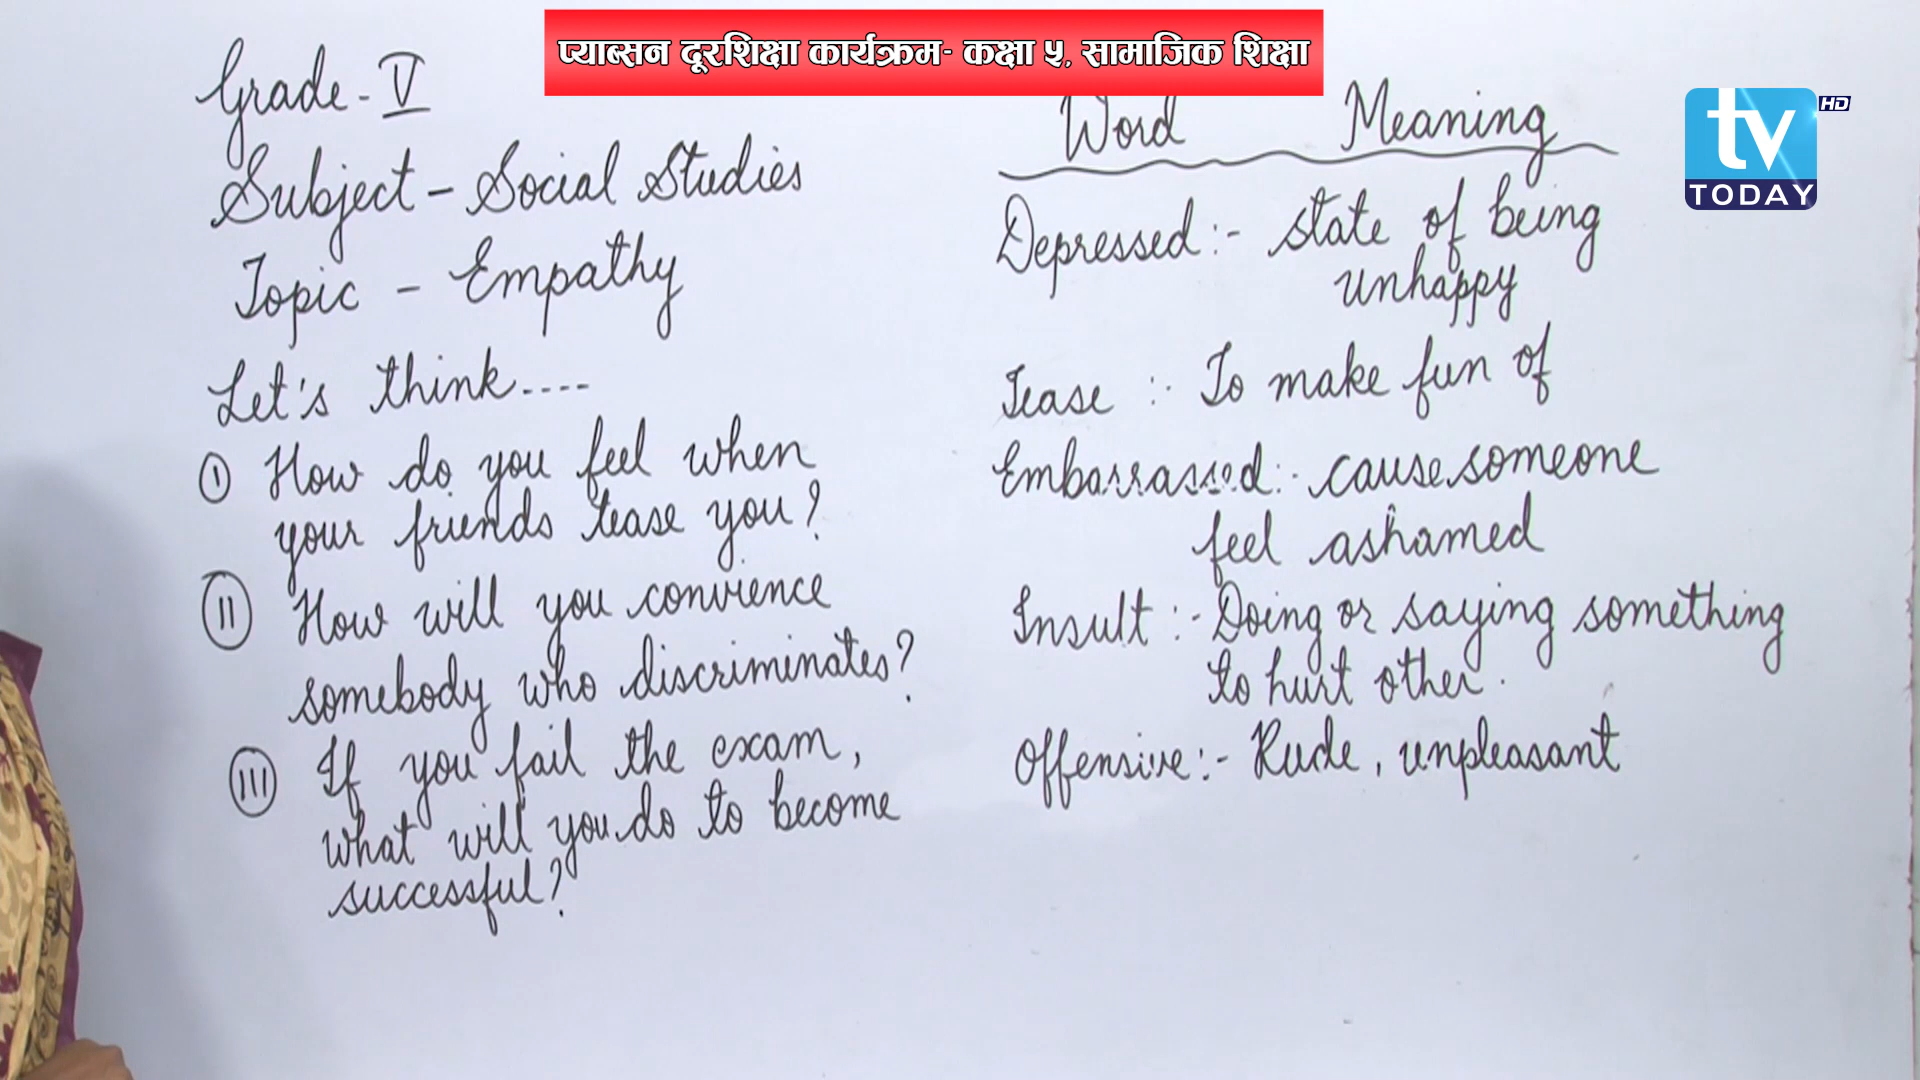 प्याब्सन दूरशिक्षा कार्यक्रम- कक्षा ५, सामाजिक शिक्षा
tv HD
TODAY
Grade - V
Subject - Social Studies
Topic - Empathy
Let's think....
I How do you feel when
your friends tease you?
II How will you convience
somebody who discriminates?
III If you fail the exam,
what will you do to become
successful?
Word Meaning
Depressed :- state of being
unhappy
Tease :- To make fun of
Embarrassed :- cause someone
feel ashamed
Insult :- Doing or saying something
to hurt other.
Offensive :- Rude, unpleasant